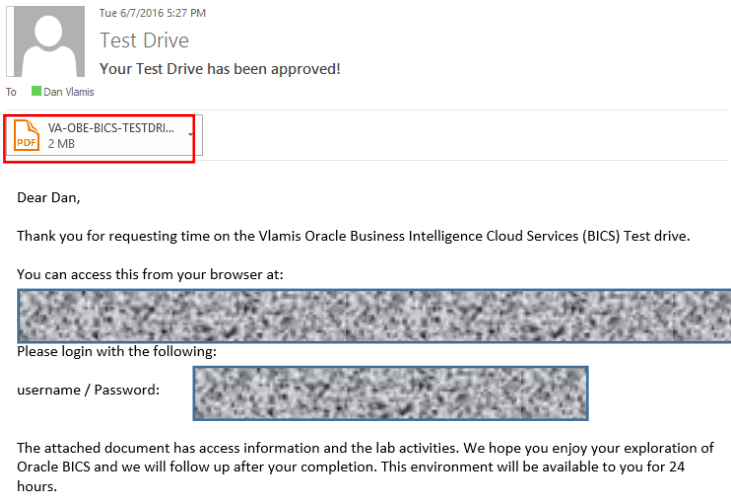 Tue 6/7/2016 5:27 PM
Test Drive
Your Test Drive has been approved!
To Dan Vlamis
VA-OBE-BICS-TESTDRI...
PDF 2 MB
Dear Dan,
Thank you for requesting time on the Vlamis Oracle Business Intelligence Cloud Services (BICS) Test drive.
You can access this from your browser at:
Please login with the following:
username / Password:
The attached document has access information and the lab activities. We hope you enjoy your exploration of
Oracle BICS and we will follow up after your completion. This environment will be available to you for 24
hours.